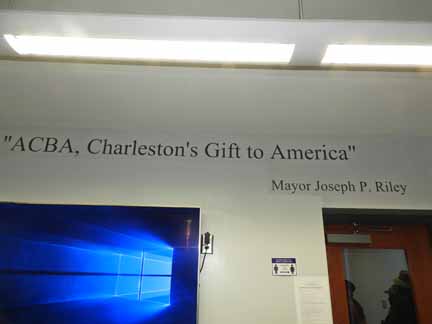 "ACBA, Charleston's Gift to America"
Mayor Joseph P. Riley